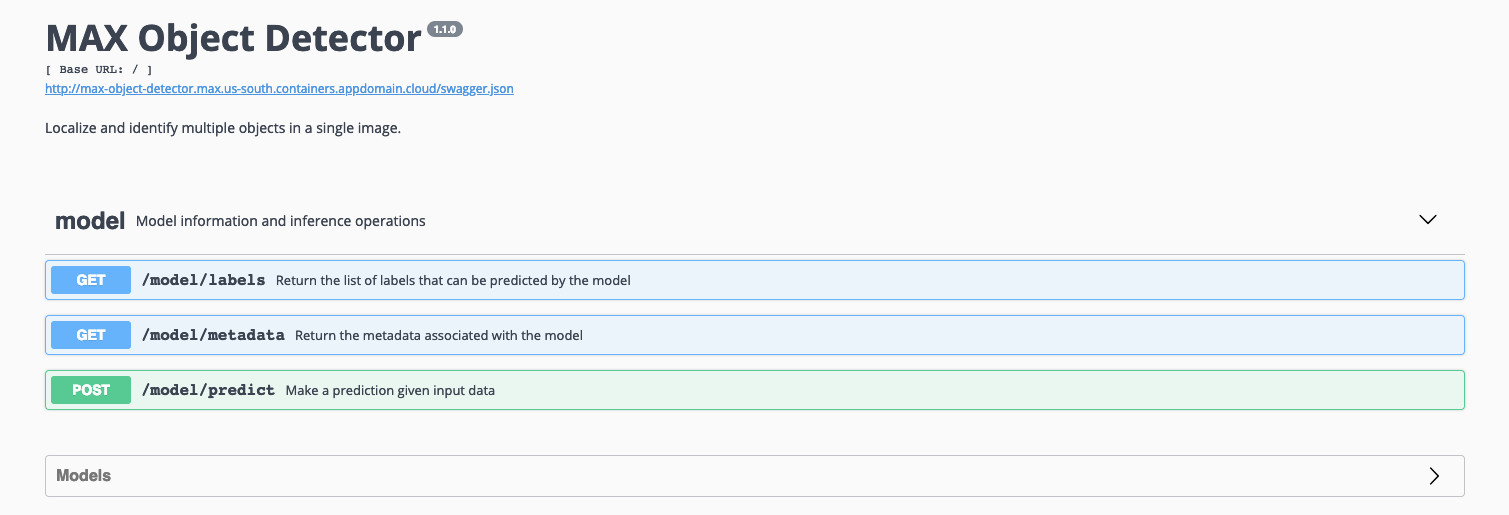 MAX Object Detector 1.1.0
[ Base URL: / ]
http://max-object-detector.max.us-south.containers.appdomain.cloud/swagger.json
Localize and identify multiple objects in a single image.
model Model information and inference operations
GET /model/labels Return the list of labels that can be predicted by the model
GET /model/metadata Return the metadata associated with the model
POST /model/predict Make a prediction given input data
Models